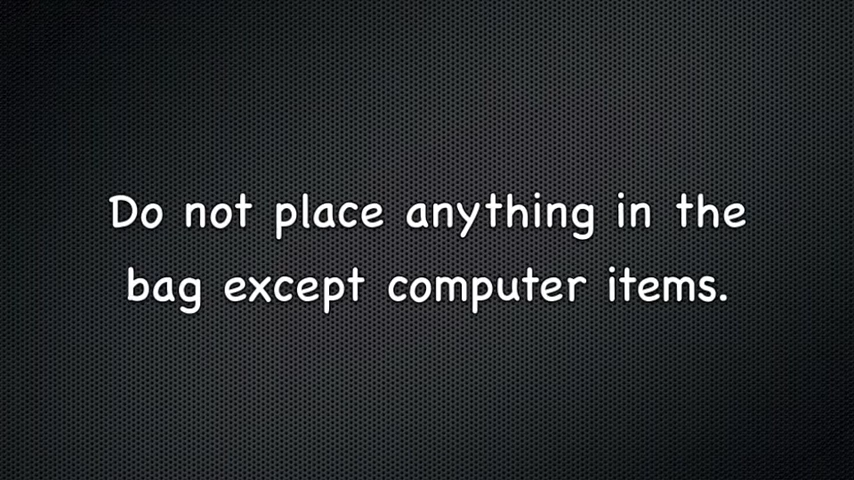 Do not place anything in the
bag except computer items.